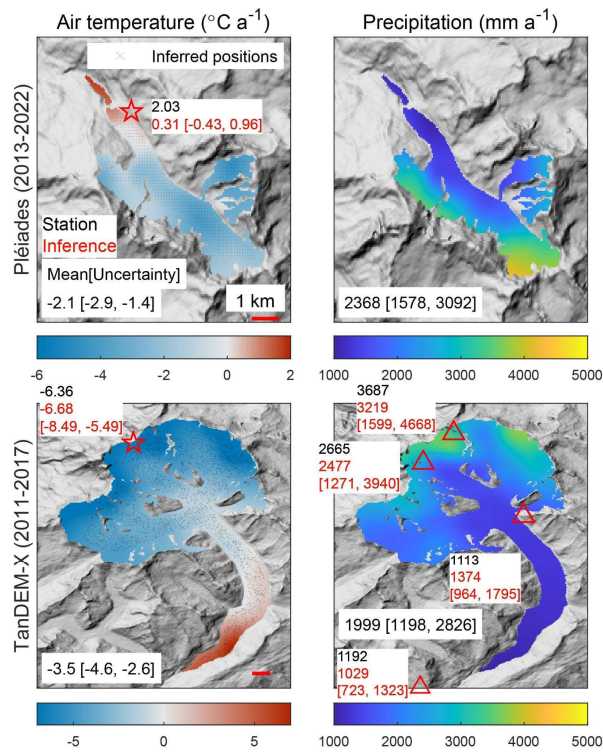 Air temperature (°C a⁻¹)
Precipitation (mm a⁻¹)
Pléiades (2013-2022)
Inferred positions
2.03
0.31 [-0.43, 0.96]
Station
Inference
Mean[Uncertainty]
-2.1 [-2.9, -1.4]
1 km
2368 [1578, 3092]
-6 -4 -2 0 2
1000 2000 3000 4000 5000
TanDEM-X (2011-2017)
-6.36
-6.68
[-8.49, -5.49]
-3.5 [-4.6, -2.6]
3687
3219
[1599, 4668]
2665
2477
[1271, 3940]
1113
1374
[964, 1795]
1999 [1198, 2826]
1192
1029
[723, 1323]
-5 0 5
1000 2000 3000 4000 5000